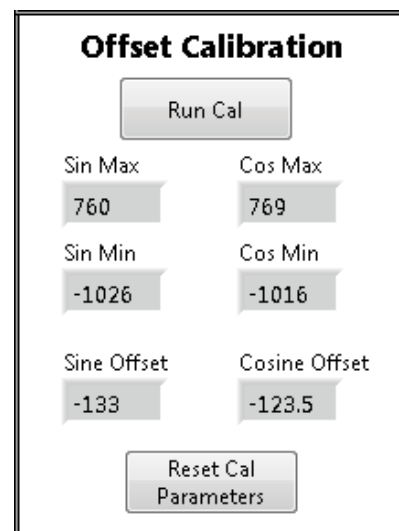 Offset Calibration
Run Cal
Sin Max Cos Max
760 769
Sin Min Cos Min
-1026 -1016
Sine Offset Cosine Offset
-133 -123.5
Reset Cal
Parameters